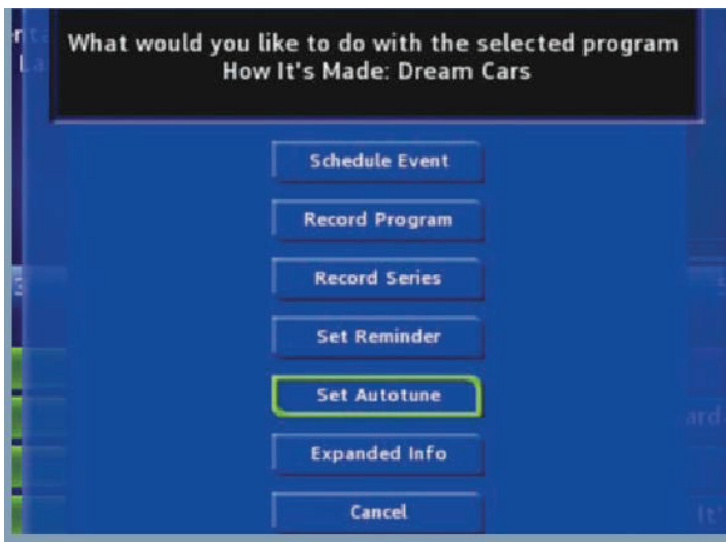 What would you like to do with the selected program
How It's Made: Dream Cars
Schedule Event
Record Program
Record Series
Set Reminder
Set Autotune
Expanded Info
Cancel